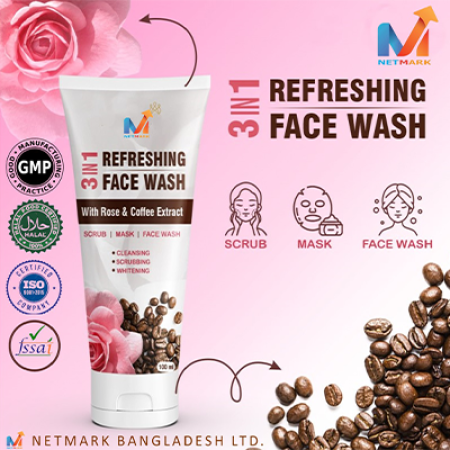 NETMARK
3 IN 1
REFRESHING
FACE WASH
SCRUB
MASK
FACE WASH
NETMARK
3 IN 1
REFRESHING
FACE WASH
With Rose & Coffee Extract
SCRUB | MASK | FACE WASH
• CLEANSING
• SCRUBBING
• WHITENING
100 ml
GOOD MANUFACTURING PRACTICE
GMP
حلال
HALAL
100%
CERTIFIED
ISO
COMPANY
fssai
NETMARK BANGLADESH LTD.